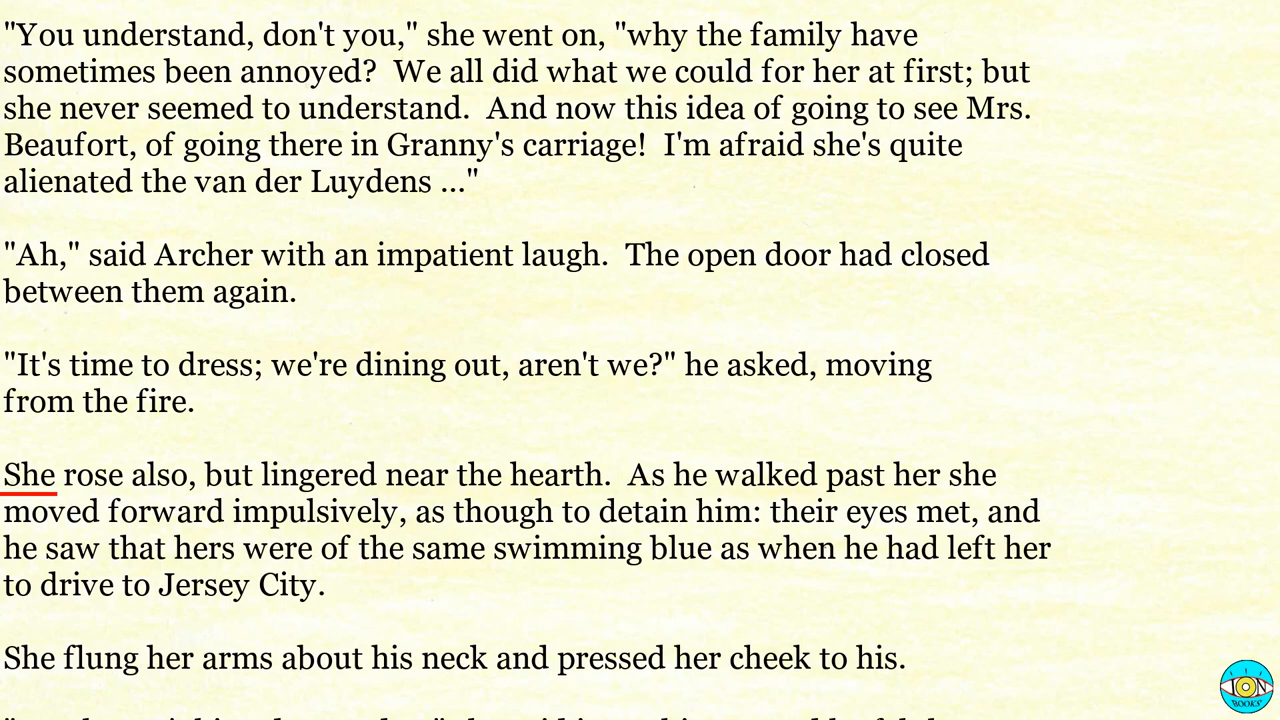 "You understand, don't you," she went on, "why the family have
sometimes been annoyed?  We all did what we could for her at first; but
she never seemed to understand.  And now this idea of going to see Mrs.
Beaufort, of going there in Granny's carriage!  I'm afraid she's quite
alienated the van der Luydens ..."
"Ah," said Archer with an impatient laugh.  The open door had closed
between them again.
"It's time to dress; we're dining out, aren't we?" he asked, moving
from the fire.
She rose also, but lingered near the hearth.  As he walked past her she
moved forward impulsively, as though to detain him: their eyes met, and
he saw that hers were of the same swimming blue as when he had left her
to drive to Jersey City.
She flung her arms about his neck and pressed her cheek to his.
ION
BOOKS